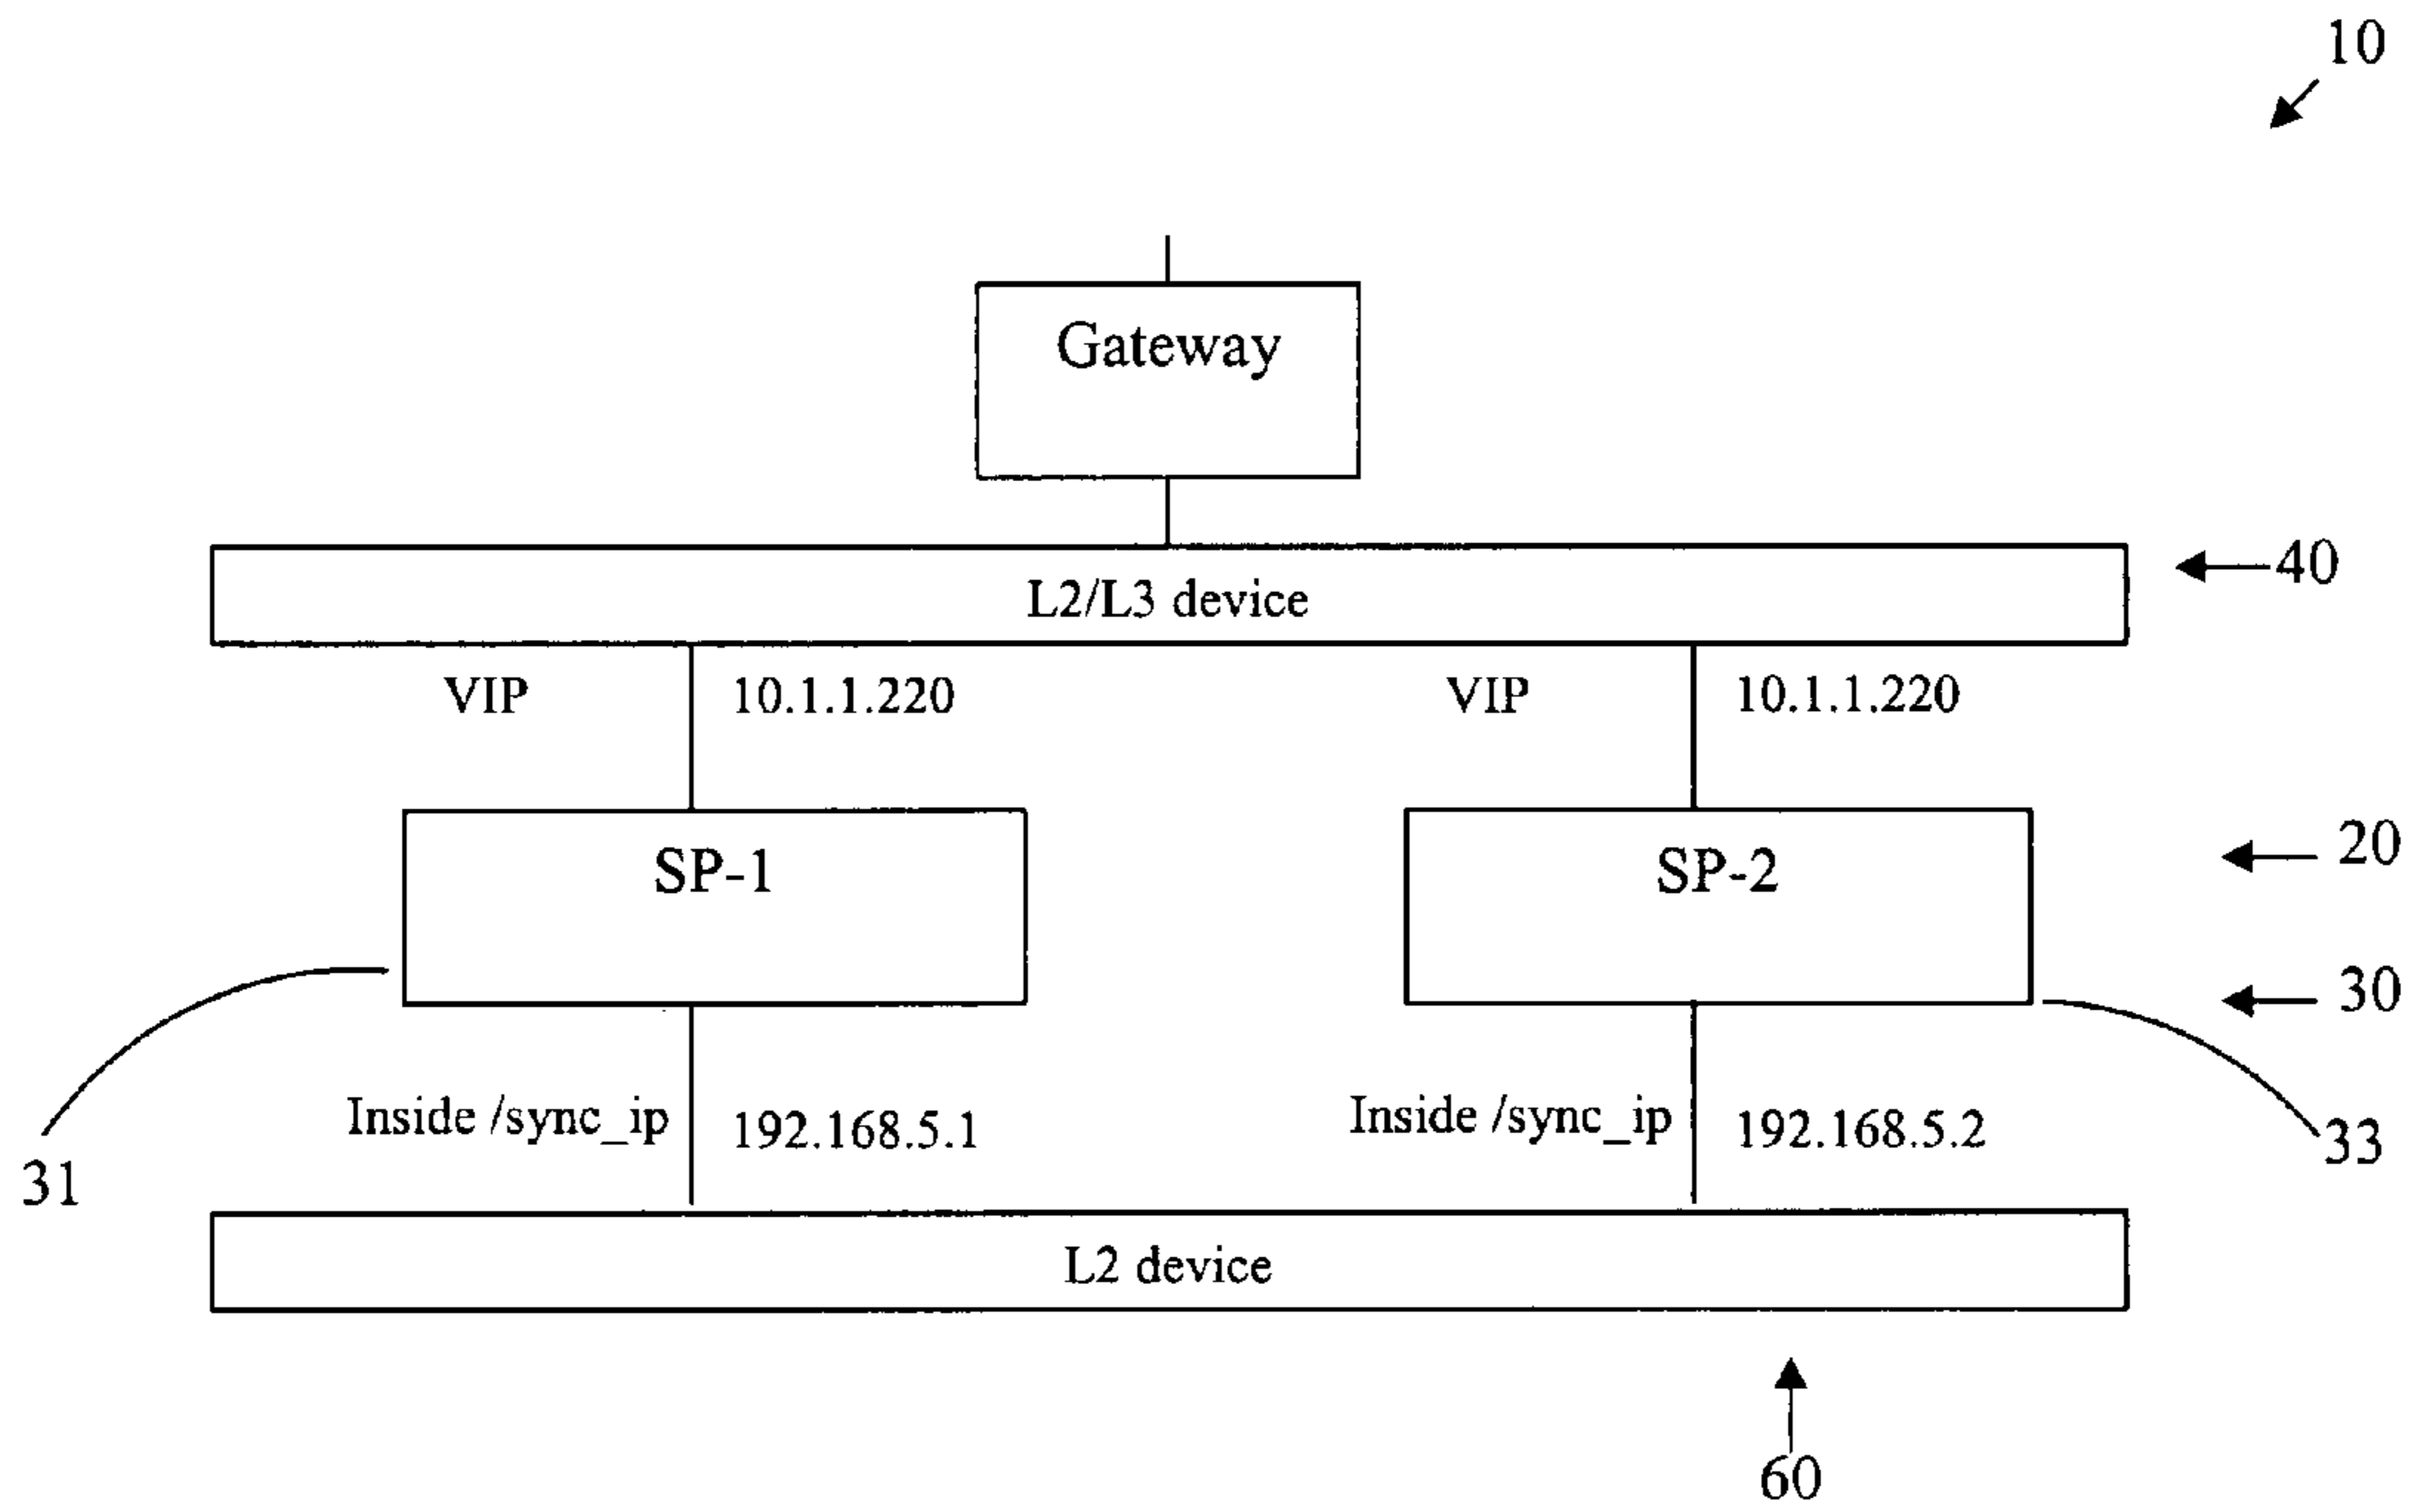 10
Gateway
L2/L3 device
40
VIP 10.1.1.220 VIP 10.1.1.220
SP-1 SP-2
20
30
Inside /sync_ip 192.168.5.1 Inside /sync_ip 192.168.5.2
31 33
L2 device
60